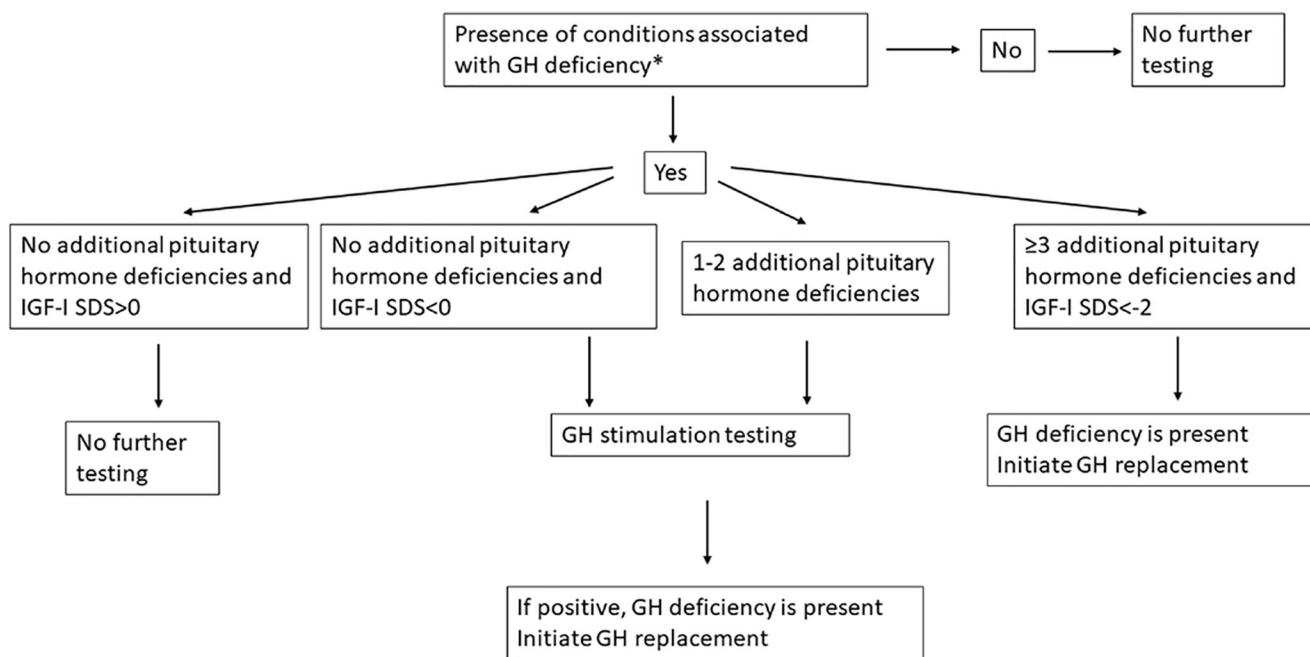 Presence of conditions associated
with GH deficiency*
No
No further
testing
Yes
No additional pituitary
hormone deficiencies and
IGF-I SDS>0
No additional pituitary
hormone deficiencies and
IGF-I SDS<0
1-2 additional pituitary
hormone deficiencies
≥3 additional pituitary
hormone deficiencies and
IGF-I SDS<-2
No further
testing
GH stimulation testing
GH deficiency is present
Initiate GH replacement
If positive, GH deficiency is present
Initiate GH replacement